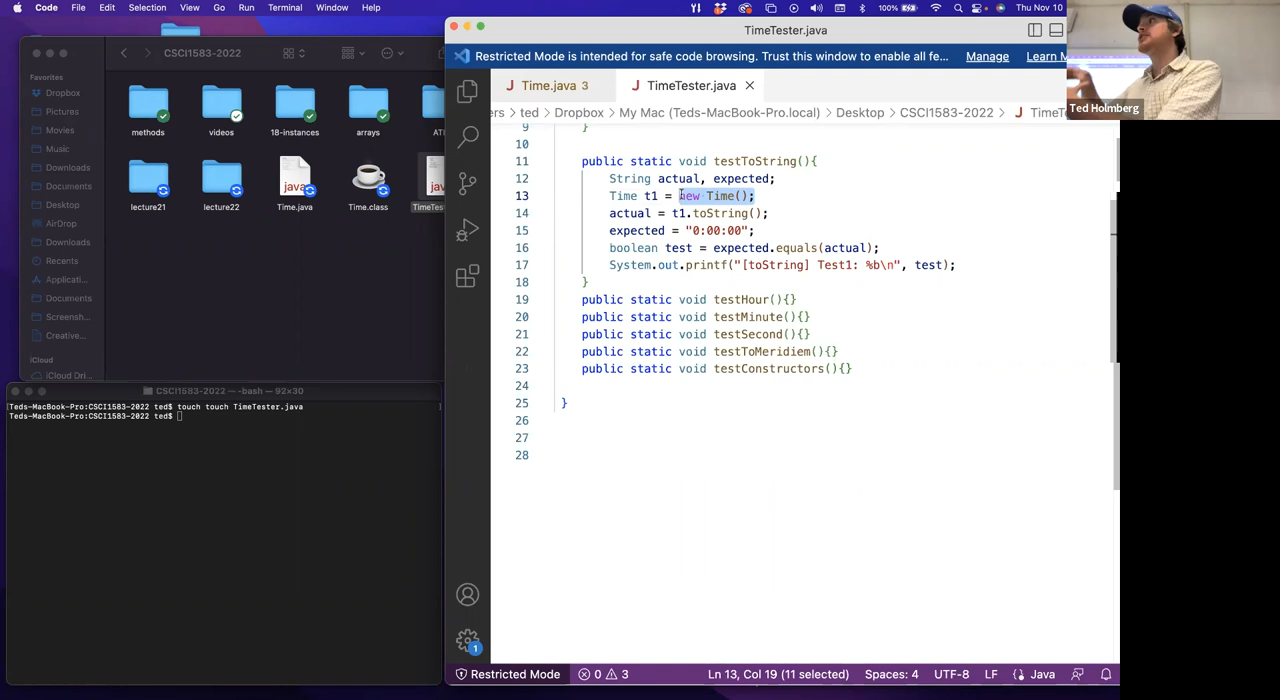 Code File Edit Selection View Go Run Terminal Window Help
100% Thu Nov 10
CSCI1583-2022
Favorites
Dropbox
Pictures
Movies
Music
Downloads
Documents
Desktop
AirDrop
Downloads
Recents
Applicati...
Documents
Screensh...
Creative...
iCloud
iCloud Dri...
methods videos 18-instances arrays
lecture21 lecture22 Time.java Time.class
java
CSCI1583-2022 — -bash — 92×30
Teds-MacBook-Pro:CSCI1583-2022 ted$ touch touch TimeTester.java
Teds-MacBook-Pro:CSCI1583-2022 ted$
TimeTester.java
Restricted Mode is intended for safe code browsing. Trust this window to enable all fe... Manage Learn
Time.java 3 TimeTester.java
ted > Dropbox > My Mac (Teds-MacBook-Pro.local) > Desktop > CSCI1583-2022 >
Ted Holmberg
9 }
10
11 public static void testToString(){
12 String actual, expected;
13 Time t1 = new Time();
14 actual = t1.toString();
15 expected = "0:00:00";
16 boolean test = expected.equals(actual);
17 System.out.printf("[toString] Test1: %b\n", test);
18 }
19 public static void testHour(){}
20 public static void testMinute(){}
21 public static void testSecond(){}
22 public static void testToMeridiem(){}
23 public static void testConstructors(){}
24
25 }
26
27
28
1
Restricted Mode 0 3 Ln 13, Col 19 (11 selected) Spaces: 4 UTF-8 LF Java